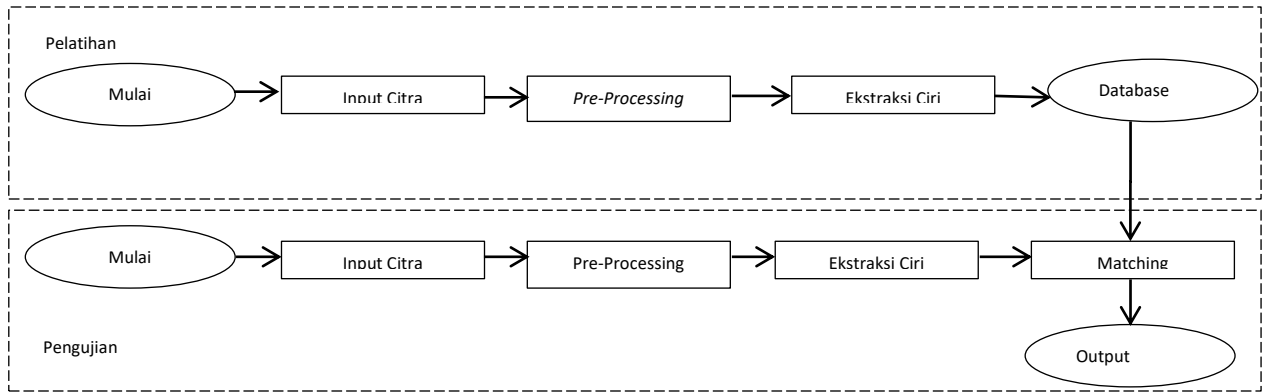 Pelatihan
Mulai
Input Citra
Pre-Processing
Ekstraksi Ciri
Database
Mulai
Input Citra
Pre-Processing
Ekstraksi Ciri
Matching
Pengujian
Output